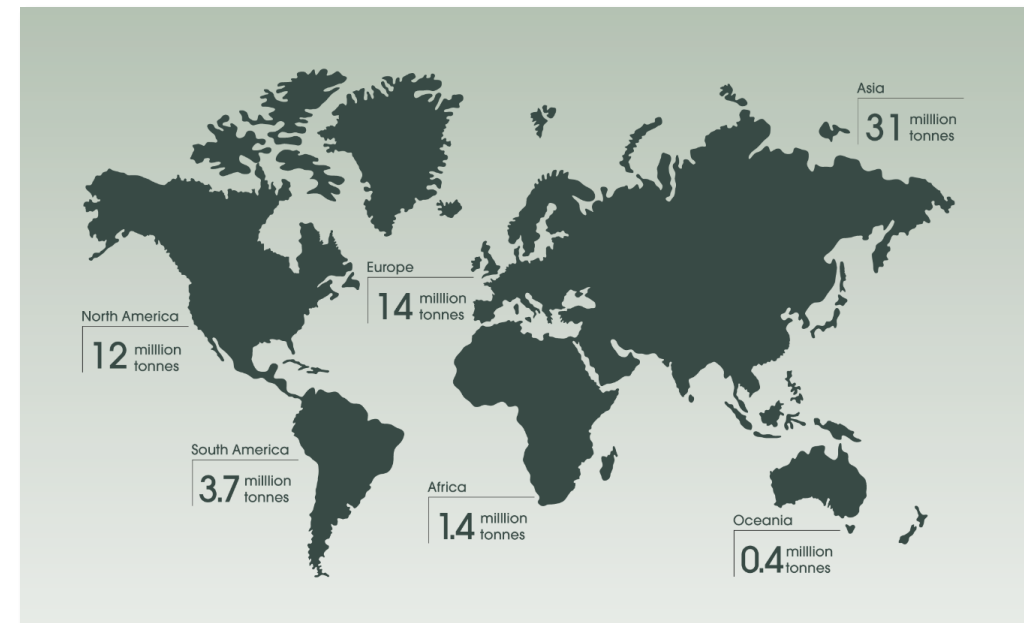 Asia
31 milllion
tonnes
Europe
14 milllion
tonnes
North America
12 milllion
tonnes
South America
3.7 milllion
tonnes
Africa
1.4 milllion
tonnes
Oceania
0.4 milllion
tonnes